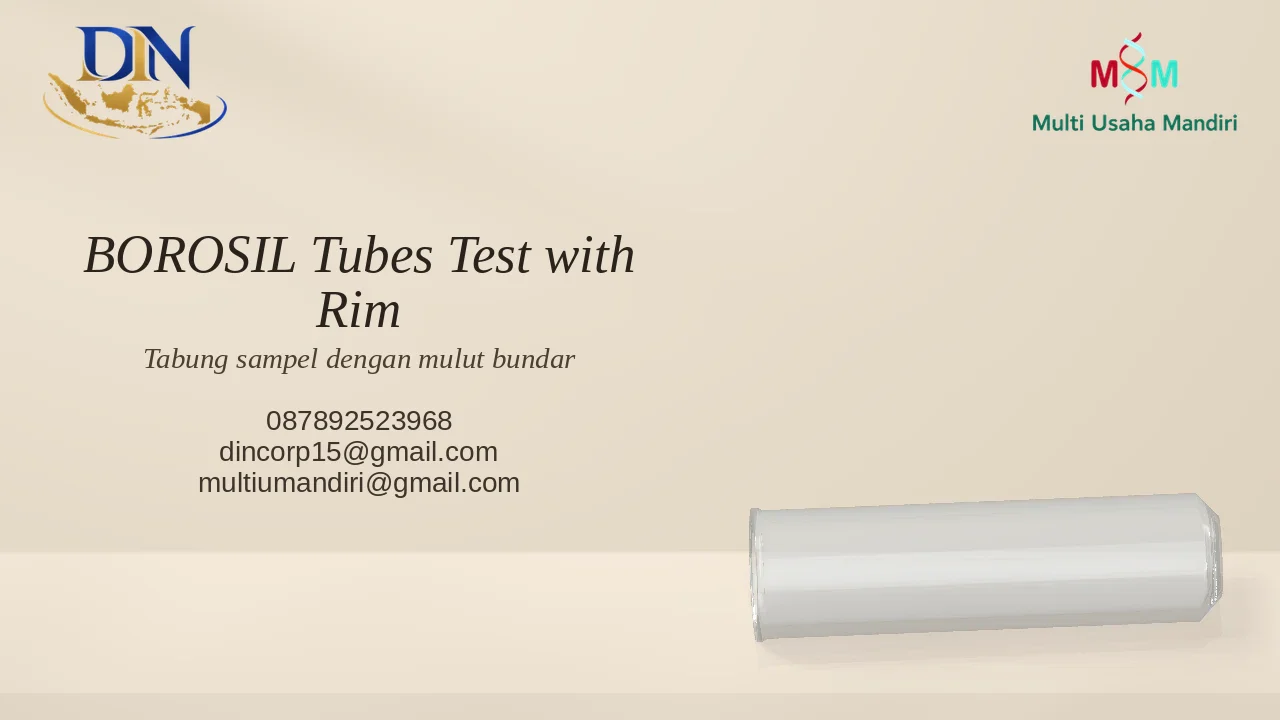 DN
M M
Multi Usaha Mandiri
BOROSIL Tubes Test with
Rim
Tabung sampel dengan mulut bundar
087892523968
dincorp15@gmail.com
multiumandiri@gmail.com